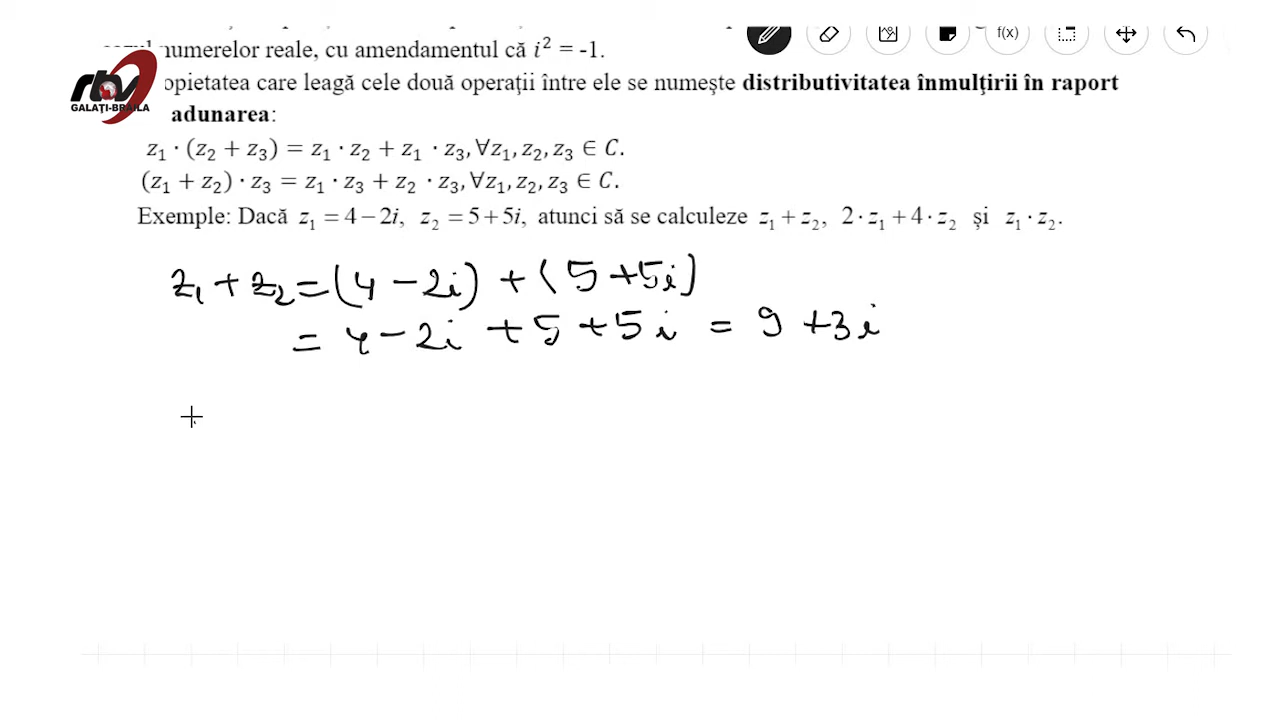 numerelor reale, cu amendamentul că i² = -1.
opietatea care leagă cele două operații între ele se numește distributivitatea înmulțirii în raport
adunarea:
z₁ · (z₂ + z₃) = z₁ · z₂ + z₁ · z₃, ∀z₁, z₂, z₃ ∈ C.
(z₁ + z₂) · z₃ = z₁ · z₃ + z₂ · z₃, ∀z₁, z₂, z₃ ∈ C.
Exemple: Dacă z₁ = 4 − 2i, z₂ = 5 + 5i, atunci să se calculeze z₁ + z₂, 2 · z₁ + 4 · z₂ și z₁ · z₂.
z₁ + z₂ = (4 − 2i) + (5 + 5i)
= 4 − 2i + 5 + 5i = 9 + 3i
GALAȚI-BRĂILA
f(x)